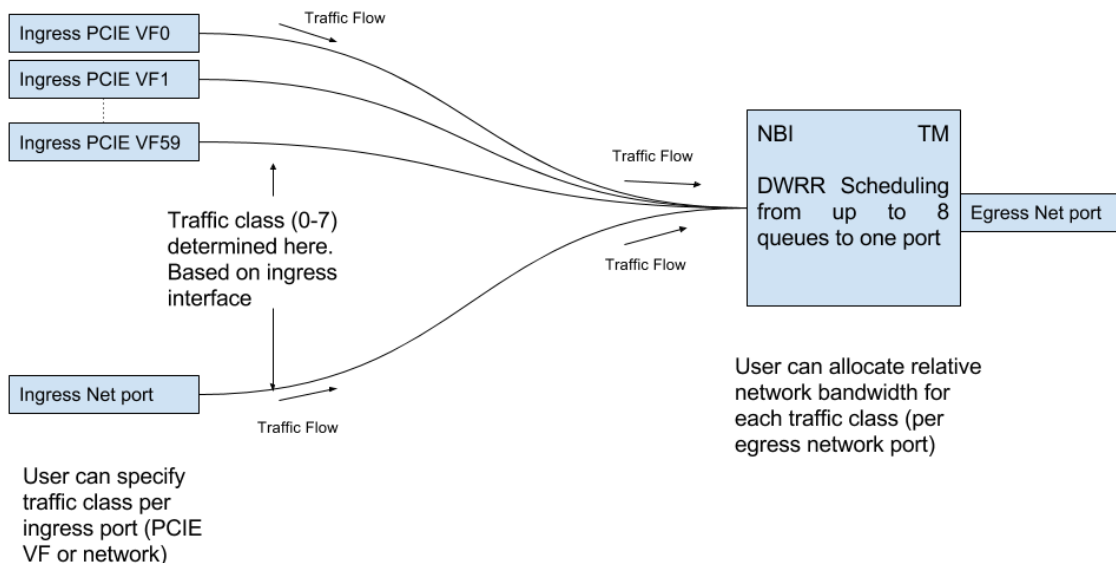 Traffic Flow
Ingress PCIE VF0
Ingress PCIE VF1
Ingress PCIE VF59
Traffic Flow
NBI TM
DWRR Scheduling
from up to 8
queues to one port
Egress Net port
Traffic class (0-7)
determined here.
Based on ingress
interface
Traffic Flow
Ingress Net port
Traffic Flow
User can allocate relative
network bandwidth for
each traffic class (per
egress network port)
User can specify
traffic class per
ingress port (PCIE
VF or network)